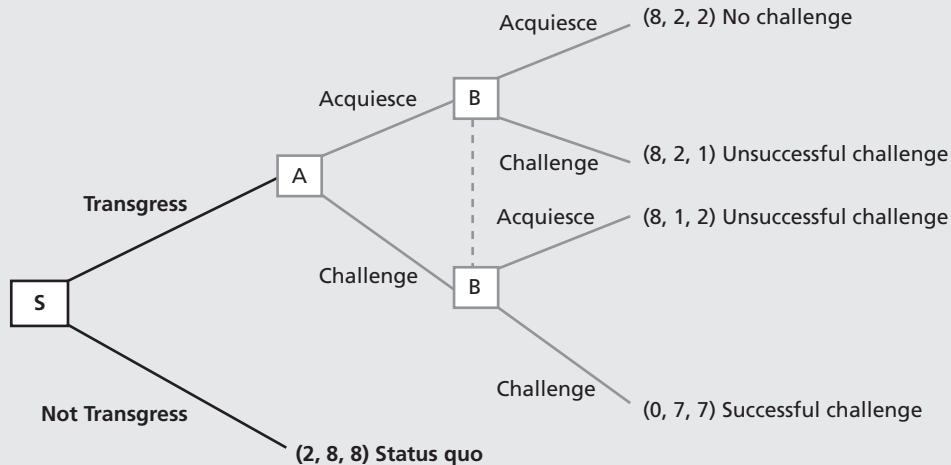 Acquiesce
(8, 2, 2) No challenge
Acquiesce
B
Challenge
(8, 2, 1) Unsuccessful challenge
A
Transgress
Acquiesce
(8, 1, 2) Unsuccessful challenge
Challenge
B
S
Challenge
(0, 7, 7) Successful challenge
Not Transgress
(2, 8, 8) Status quo